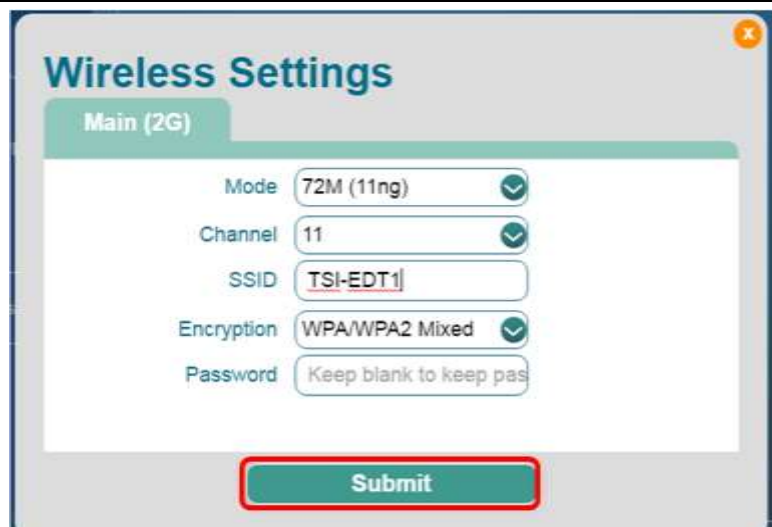 x
Wireless Settings
Main (2G)
Mode 72M (11ng)
Channel 11
SSID TSI-EDT1
Encryption WPA/WPA2 Mixed
Password Keep blank to keep pas
Submit